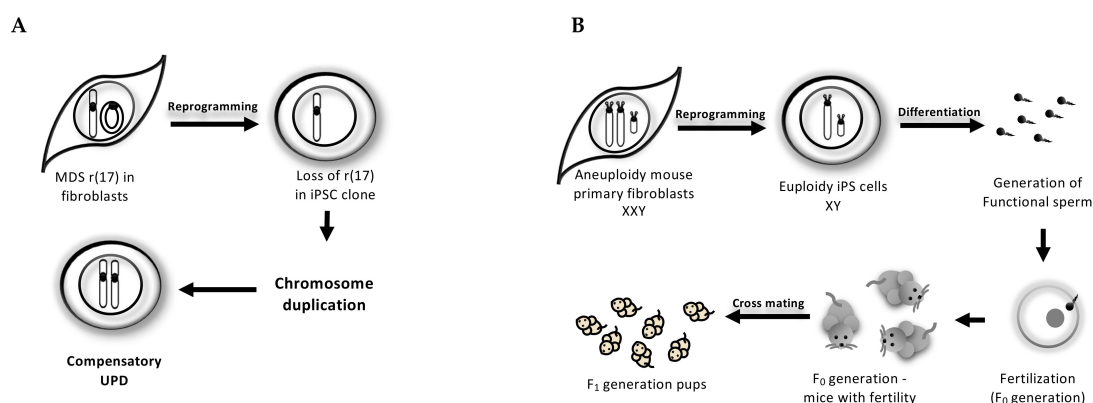 A
Reprogramming
MDS r(17) in
fibroblasts
Loss of r(17)
in iPSC clone
Chromosome
duplication
Compensatory
UPD
B
Reprogramming
Differentiation
Aneuploidy mouse
primary fibroblasts
XXY
Euploidy iPS cells
XY
Generation of
Functional sperm
Cross mating
F₁ generation pups
F₀ generation -
mice with fertility
Fertilization
(F₀ generation)